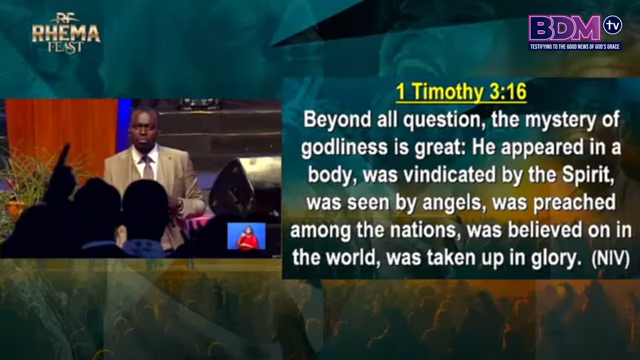 RF
RHEMA
FEAST
BDM tv
TESTIFYING TO THE GOOD NEWS OF GOD'S GRACE
1 Timothy 3:16
Beyond all question, the mystery of
godliness is great: He appeared in a
body, was vindicated by the Spirit,
was seen by angels, was preached
among the nations, was believed on in
the world, was taken up in glory. (NIV)